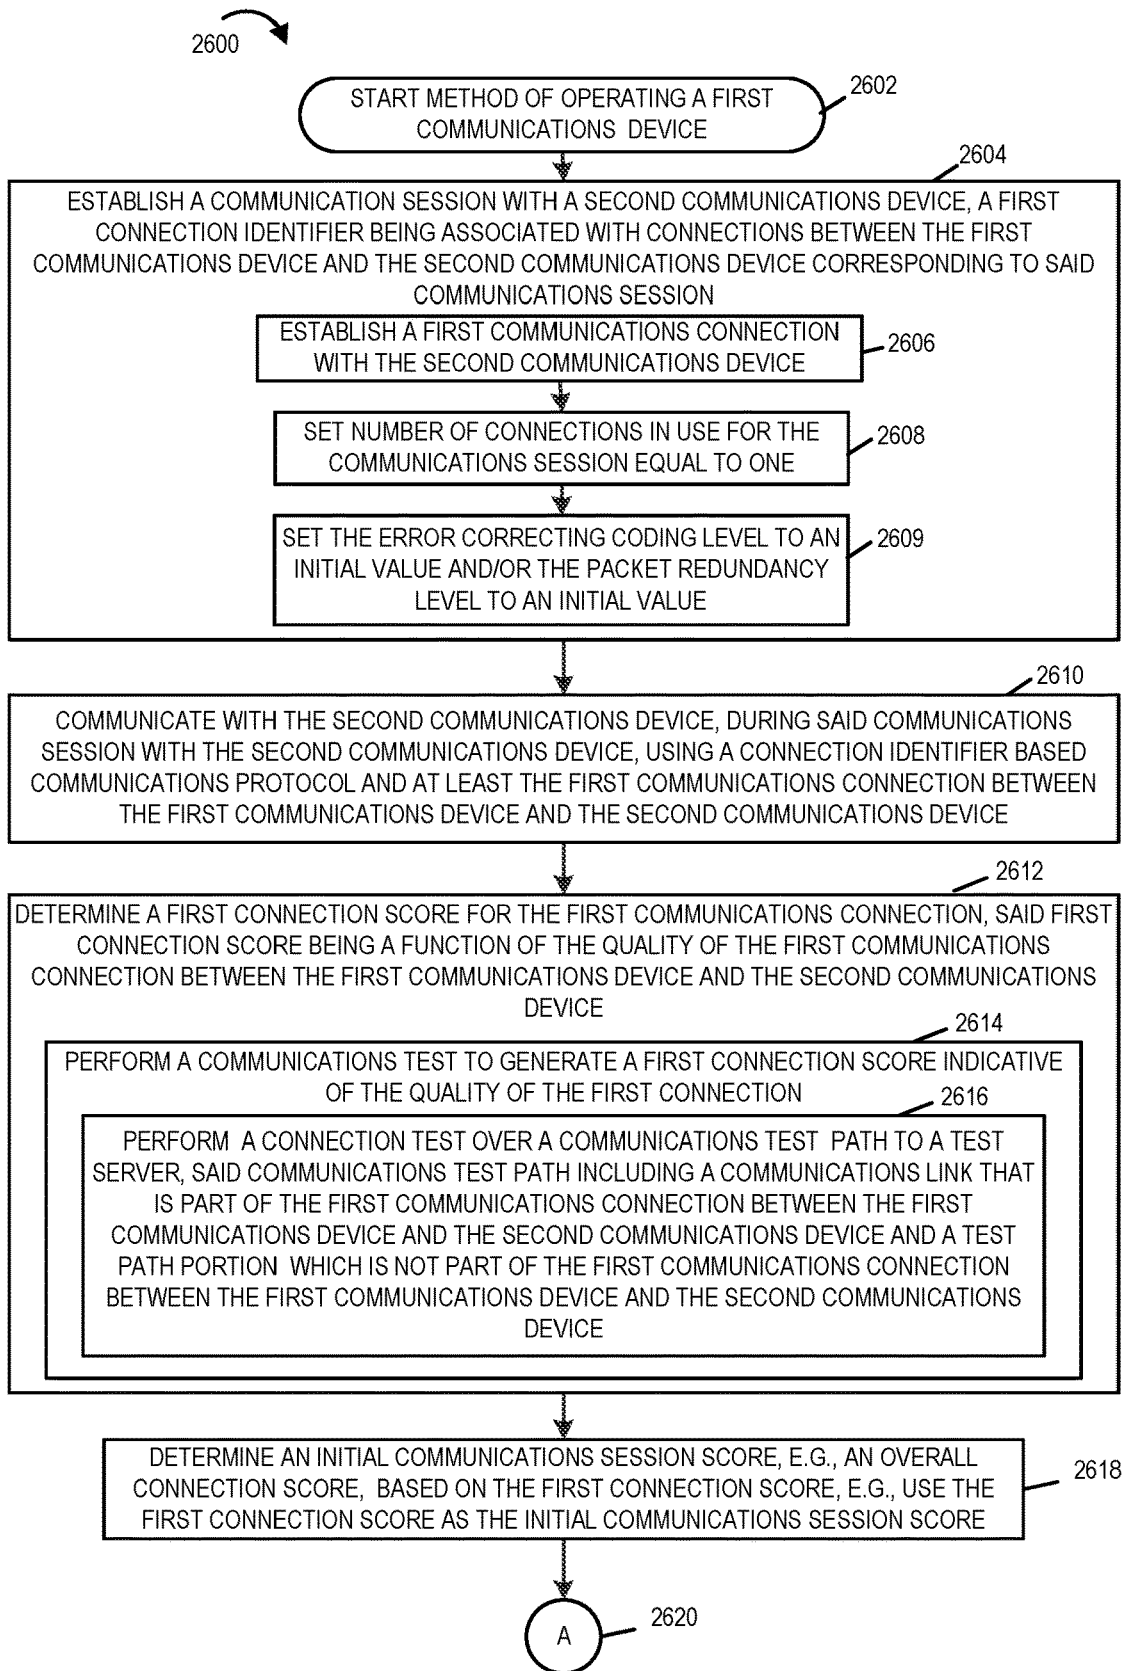 2600
START METHOD OF OPERATING A FIRST
COMMUNICATIONS DEVICE
2602
2604
ESTABLISH A COMMUNICATION SESSION WITH A SECOND COMMUNICATIONS DEVICE, A FIRST
CONNECTION IDENTIFIER BEING ASSOCIATED WITH CONNECTIONS BETWEEN THE FIRST
COMMUNICATIONS DEVICE AND THE SECOND COMMUNICATIONS DEVICE CORRESPONDING TO SAID
COMMUNICATIONS SESSION
ESTABLISH A FIRST COMMUNICATIONS CONNECTION
WITH THE SECOND COMMUNICATIONS DEVICE
2606
SET NUMBER OF CONNECTIONS IN USE FOR THE
COMMUNICATIONS SESSION EQUAL TO ONE
2608
SET THE ERROR CORRECTING CODING LEVEL TO AN
INITIAL VALUE AND/OR THE PACKET REDUNDANCY
LEVEL TO AN INITIAL VALUE
2609
2610
COMMUNICATE WITH THE SECOND COMMUNICATIONS DEVICE, DURING SAID COMMUNICATIONS
SESSION WITH THE SECOND COMMUNICATIONS DEVICE, USING A CONNECTION IDENTIFIER BASED
COMMUNICATIONS PROTOCOL AND AT LEAST THE FIRST COMMUNICATIONS CONNECTION BETWEEN
THE FIRST COMMUNICATIONS DEVICE AND THE SECOND COMMUNICATIONS DEVICE
2612
DETERMINE A FIRST CONNECTION SCORE FOR THE FIRST COMMUNICATIONS CONNECTION, SAID FIRST
CONNECTION SCORE BEING A FUNCTION OF THE QUALITY OF THE FIRST COMMUNICATIONS
CONNECTION BETWEEN THE FIRST COMMUNICATIONS DEVICE AND THE SECOND COMMUNICATIONS
DEVICE
2614
PERFORM A COMMUNICATIONS TEST TO GENERATE A FIRST CONNECTION SCORE INDICATIVE
OF THE QUALITY OF THE FIRST CONNECTION
2616
PERFORM A CONNECTION TEST OVER A COMMUNICATIONS TEST PATH TO A TEST
SERVER, SAID COMMUNICATIONS TEST PATH INCLUDING A COMMUNICATIONS LINK THAT
IS PART OF THE FIRST COMMUNICATIONS CONNECTION BETWEEN THE FIRST
COMMUNICATIONS DEVICE AND THE SECOND COMMUNICATIONS DEVICE AND A TEST
PATH PORTION WHICH IS NOT PART OF THE FIRST COMMUNICATIONS CONNECTION
BETWEEN THE FIRST COMMUNICATIONS DEVICE AND THE SECOND COMMUNICATIONS
DEVICE
DETERMINE AN INITIAL COMMUNICATIONS SESSION SCORE, E.G., AN OVERALL
CONNECTION SCORE, BASED ON THE FIRST CONNECTION SCORE, E.G., USE THE
FIRST CONNECTION SCORE AS THE INITIAL COMMUNICATIONS SESSION SCORE
2618
A
2620